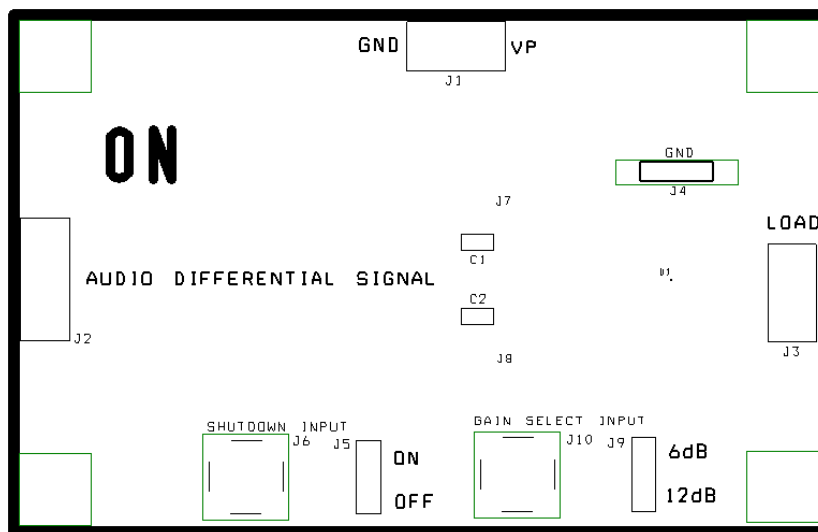 GND VP
J1
ON
GND
J4
J7
LOAD
C1
AUDIO DIFFERENTIAL SIGNAL
C2
J2
J3
J8
SHUTDOWN INPUT
J6 J5
ON
OFF
GAIN SELECT INPUT
J10 J9
6dB
12dB